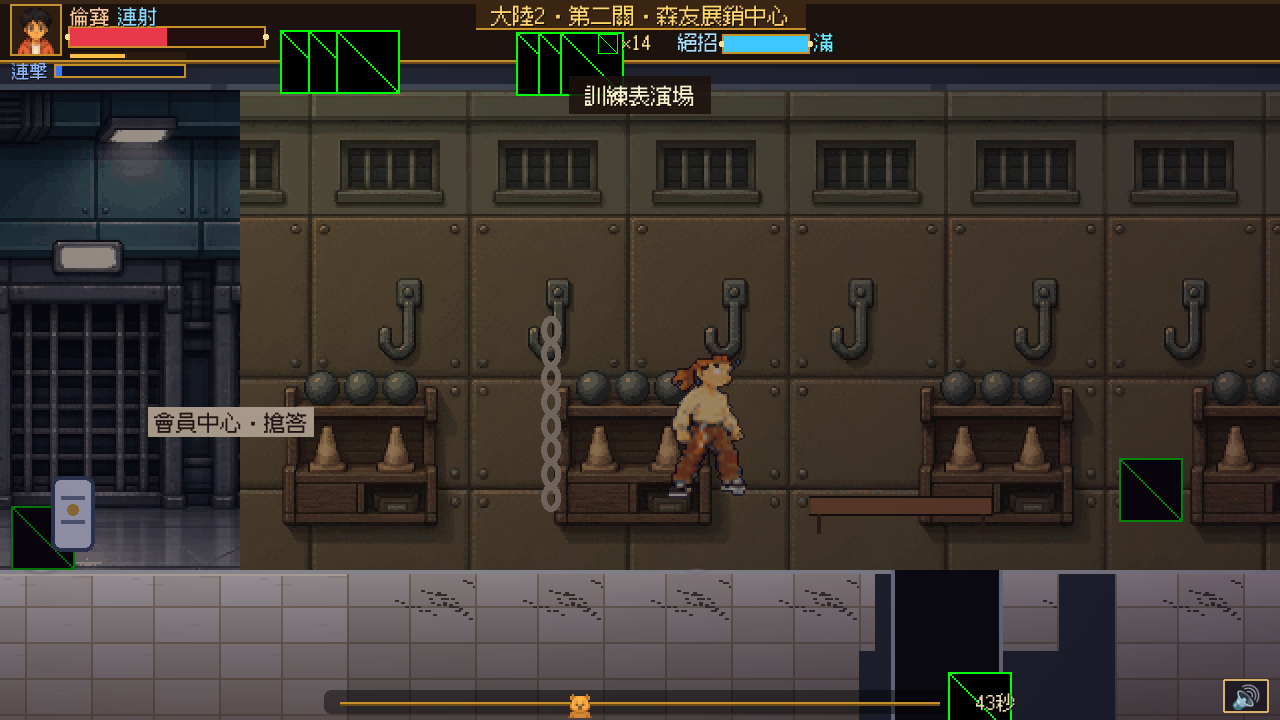 倫寶 連射
大陸2·第二關·森友展銷中心
×14
絕招
滿
連擊
訓練表演場
會員中心·搶答
43秒